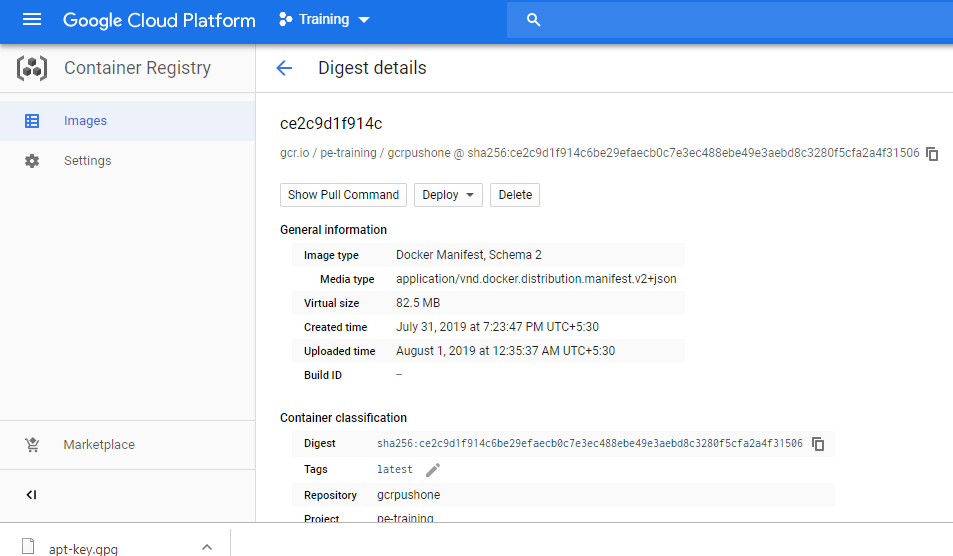 Google Cloud Platform Training
Container Registry
Digest details
Images
Settings
Marketplace
ce2c9d1f914c
gcr.io / pe-training / gcrpushone @ sha256:ce2c9d1f914c6be29efaecb0c7e3ec488ebe49e3aebd8c3280f5cfa2a4f31506
Show Pull Command Deploy Delete
General information
Image type Docker Manifest, Schema 2
Media type application/vnd.docker.distribution.manifest.v2+json
Virtual size 82.5 MB
Created time July 31, 2019 at 7:23:47 PM UTC+5:30
Uploaded time August 1, 2019 at 12:35:37 AM UTC+5:30
Build ID –
Container classification
Digest sha256:ce2c9d1f914c6be29efaecb0c7e3ec488ebe49e3aebd8c3280f5cfa2a4f31506
Tags latest
Repository gcrpushone
Project pe-training
apt-key.gpg